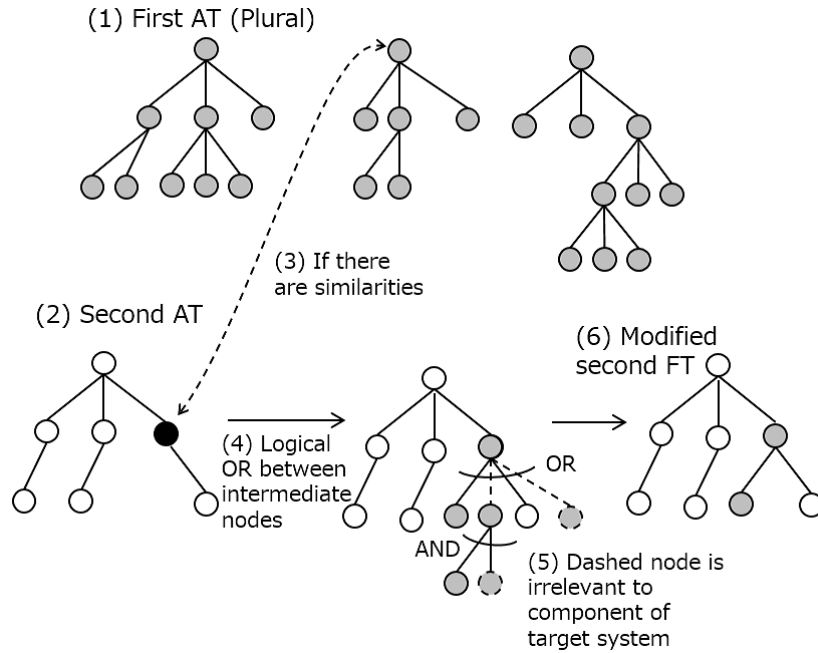 (1) First AT (Plural)
(3) If there
are similarities
(2) Second AT
(6) Modified
second FT
(4) Logical
OR between
intermediate
nodes
OR
AND
(5) Dashed node is
irrelevant to
component of
target system